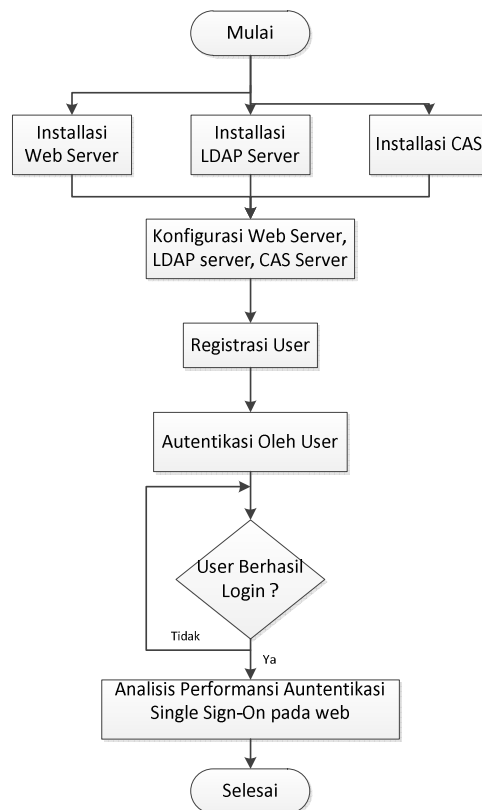 Mulai
Installasi
Web Server
Installasi
LDAP Server
Installasi CAS
Konfigurasi Web Server,
LDAP server, CAS Server
Registrasi User
Autentikasi Oleh User
User Berhasil
Login ?
Tidak
Ya
Analisis Performansi Auntentikasi
Single Sign-On pada web
Selesai